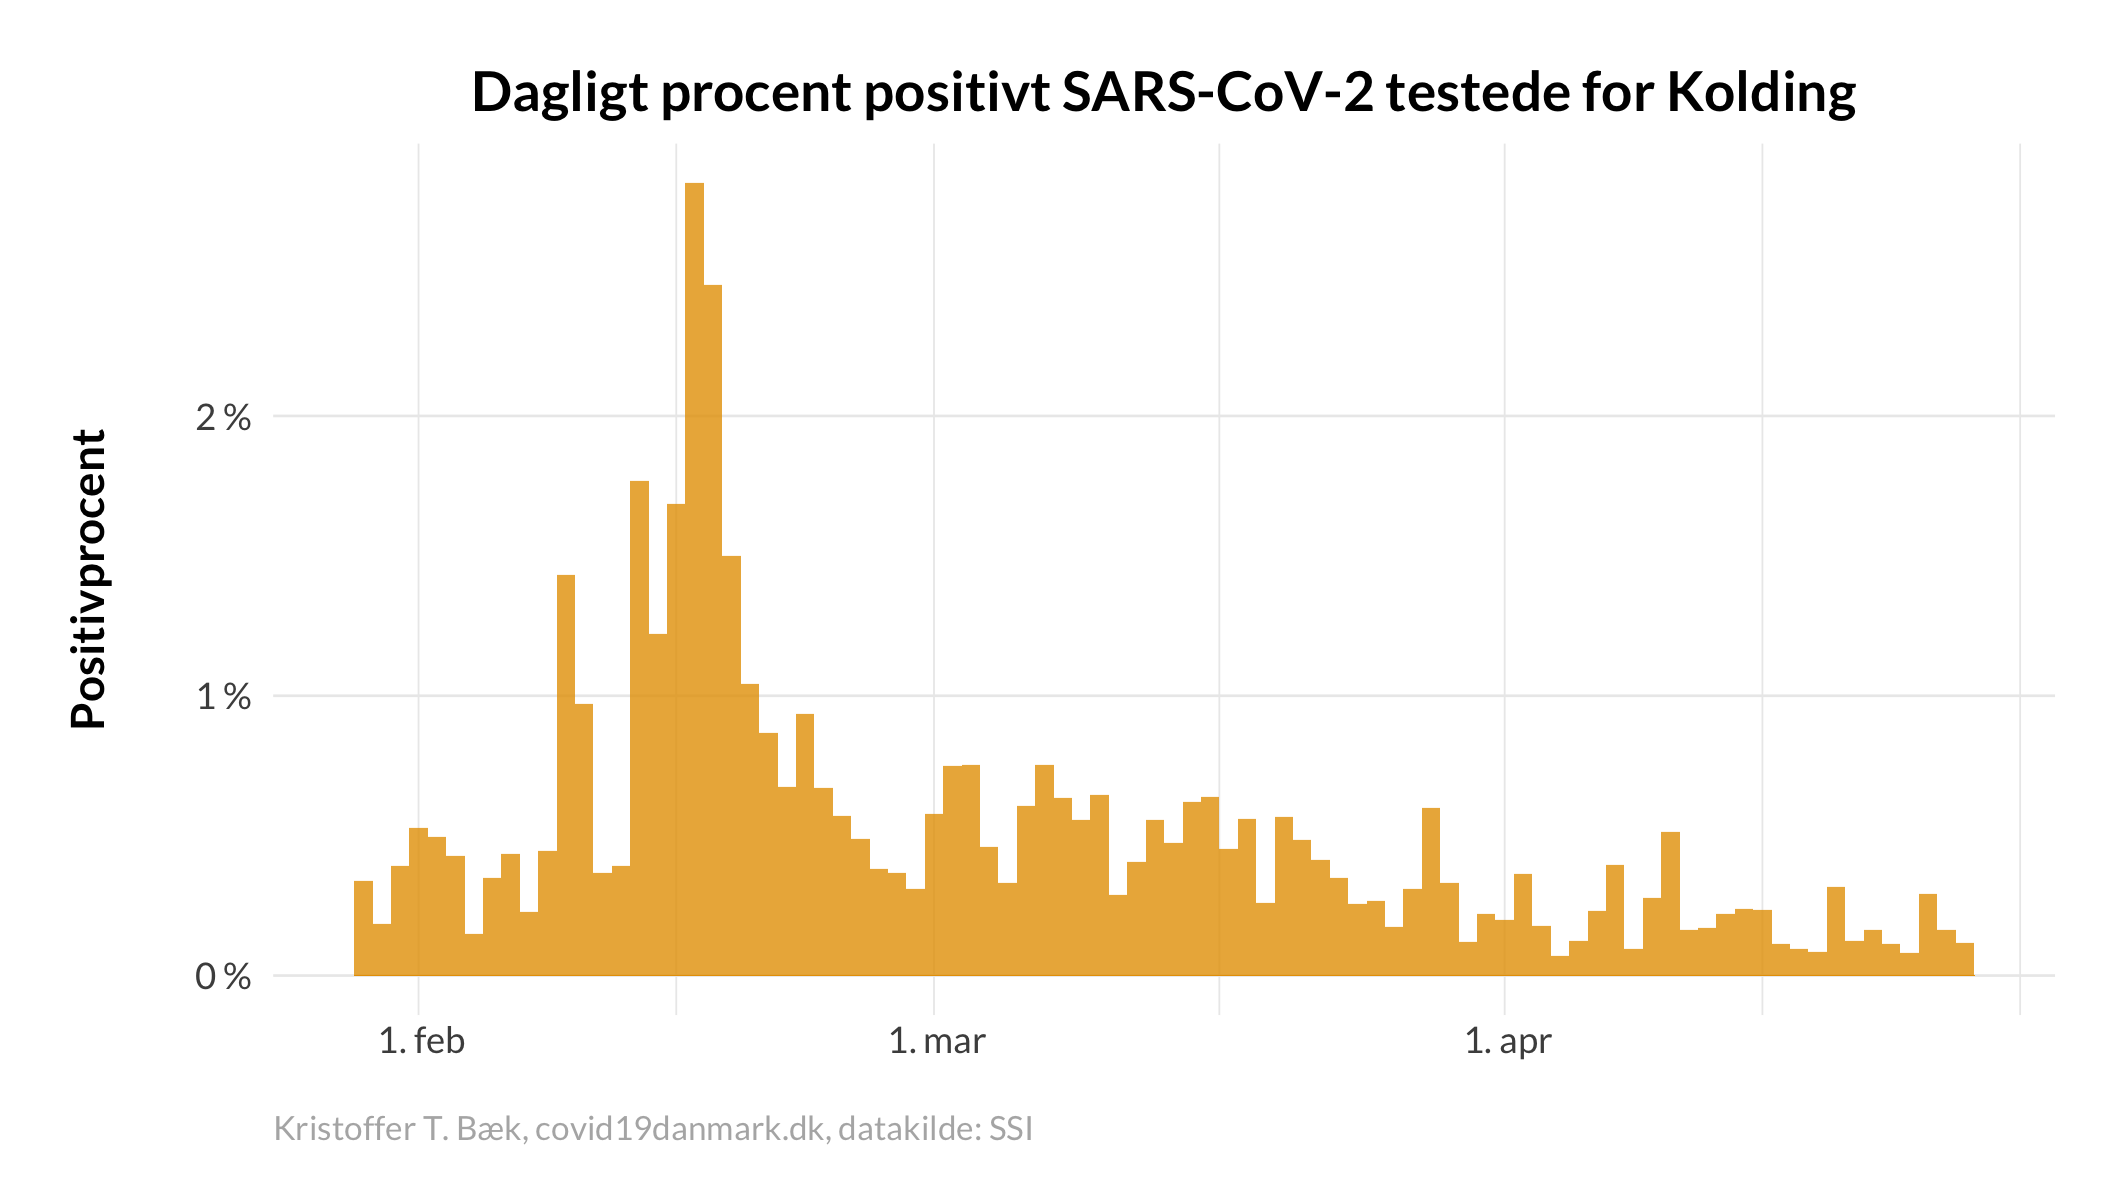 Dagligt procent positivt SARS-CoV-2 testede for Kolding
Positivprocent
2 %
1 %
0 %
1. feb
1. mar
1. apr
Kristoffer T. Bæk, covid19danmark.dk, datakilde: SSI